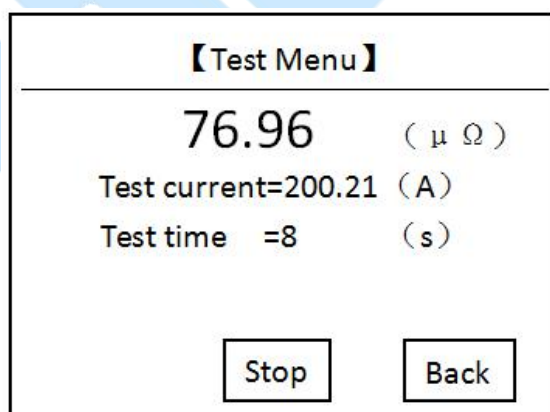 【Test Menu】
76.96 （μΩ）
Test current=200.21（A）
Test time =8 （s）
Stop Back